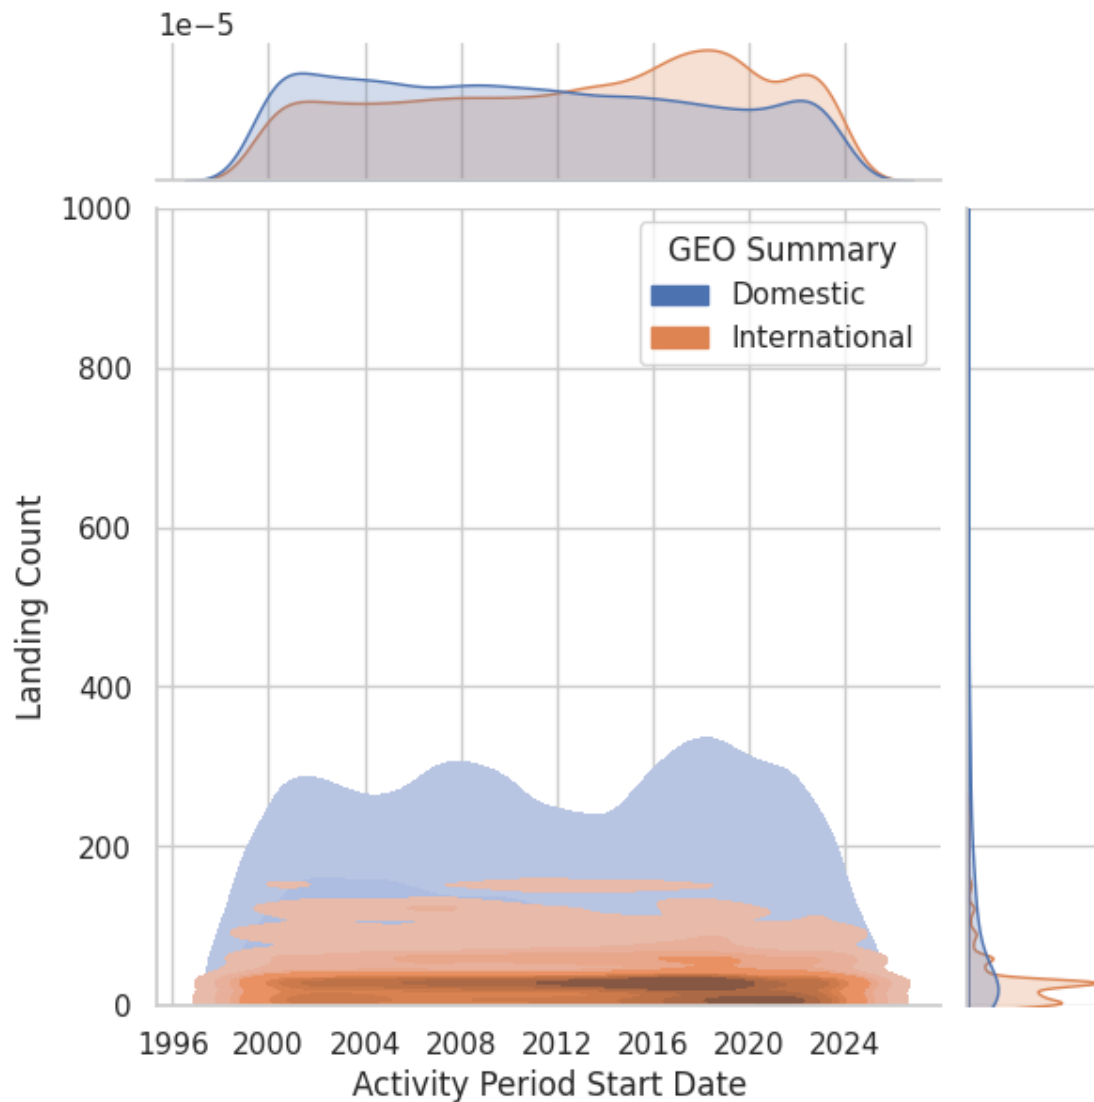 1e−5
1000
800
600
400
200
0
Landing Count
GEO Summary
Domestic
International
1996 2000 2004 2008 2012 2016 2020 2024
Activity Period Start Date